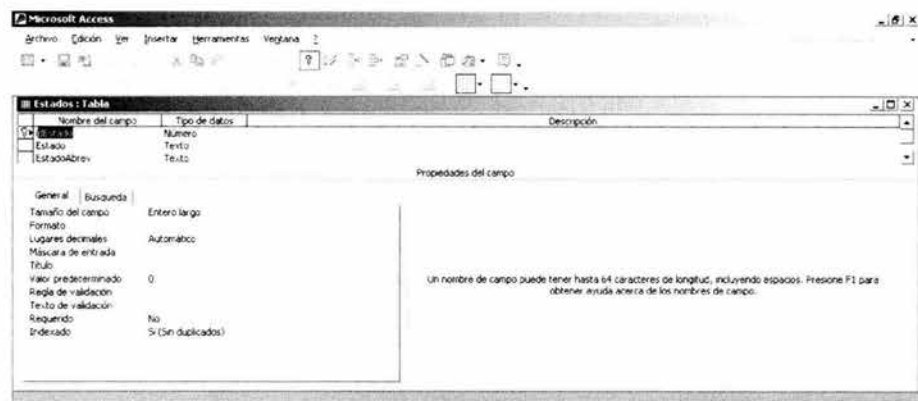 Microsoft Access
Archivo Edición Ver Insertar Herramientas Ventana ?
Estados : Tabla
Nombre del campo Tipo de datos Descripción
IdEstado Número
Estado Texto
EstadoAbrev Texto
Propiedades del campo
General Búsqueda
Tamaño del campo Entero largo
Formato
Lugares decimales Automático
Máscara de entrada
Título
Valor predeterminado 0
Regla de validación
Texto de validación
Requerido No
Indexado Sí (Sin duplicados)
Un nombre de campo puede tener hasta 64 caracteres de longitud, incluyendo espacios. Presione F1 para
obtener ayuda acerca de los nombres de campo.